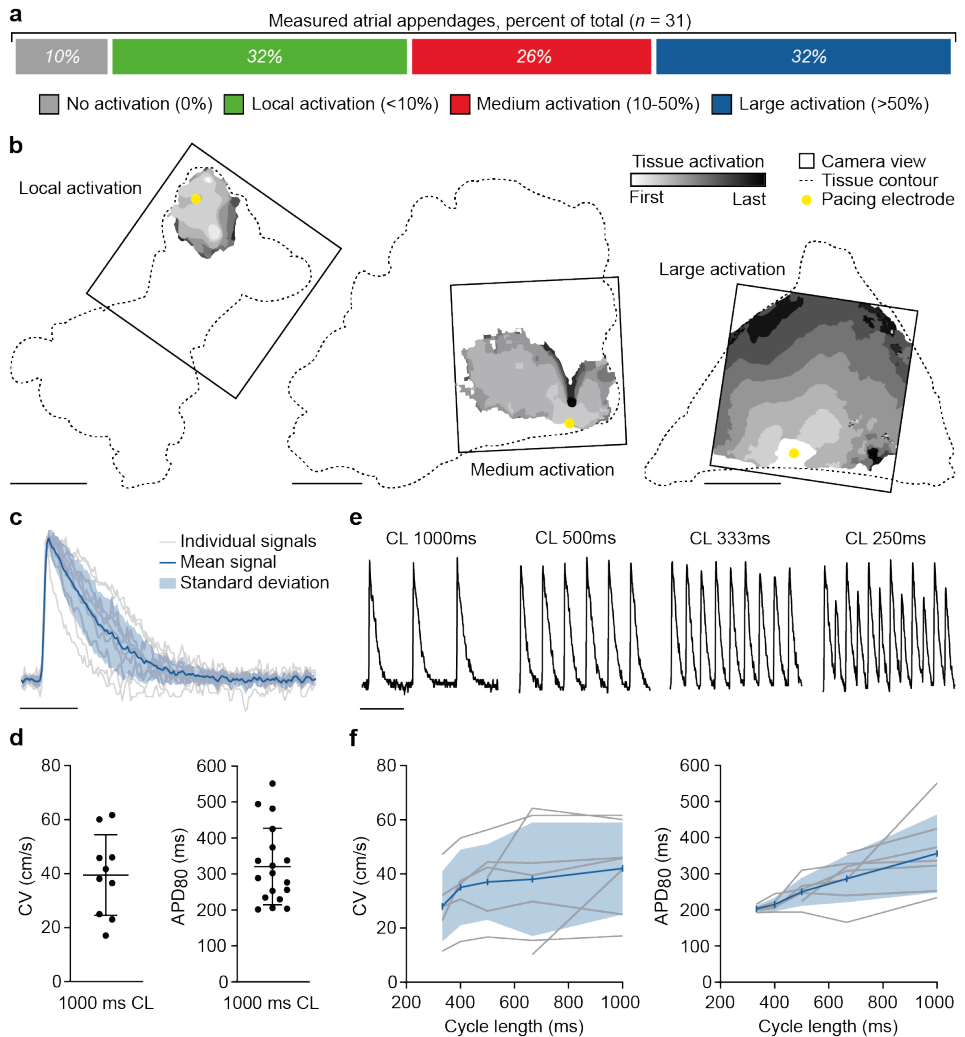 a
Measured atrial appendages, percent of total (n = 31)
10% 32% 26% 32%
No activation (0%) Local activation (<10%) Medium activation (10-50%) Large activation (>50%)
b
Local activation
Tissue activation
First Last
Camera view
Tissue contour
Pacing electrode
Large activation
Medium activation
c
Individual signals
Mean signal
Standard deviation
e
CL 1000ms CL 500ms CL 333ms CL 250ms
d
CV (cm/s)
80
60
40
20
0
1000 ms CL
APD80 (ms)
600
500
400
300
200
100
0
1000 ms CL
f
CV (cm/s)
80
60
40
20
0
200 400 600 800 1000
Cycle length (ms)
APD80 (ms)
600
500
400
300
200
100
0
200 400 600 800 1000
Cycle length (ms)